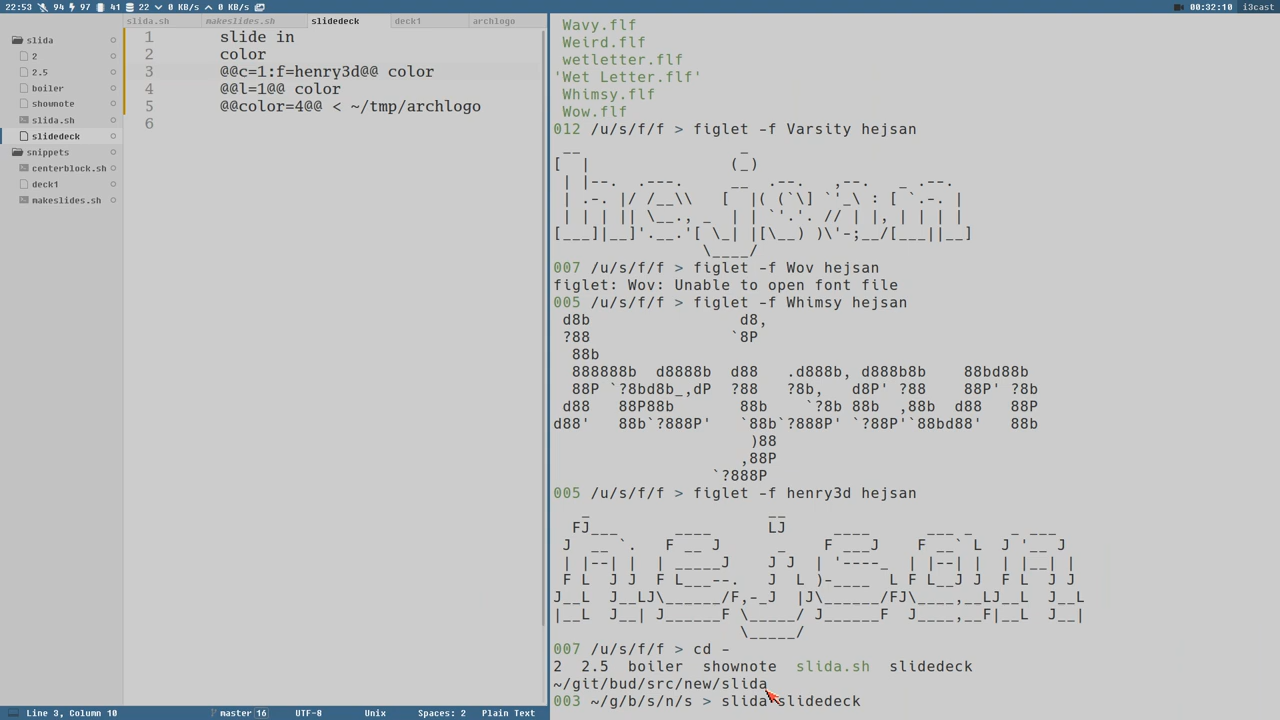 22:53 94 97 41 22 0 KB/s 0 KB/s 00:32:10 i3cast
slida.sh makeslides.sh slidedeck deck1 archlogo
slida
2
2.5
boiler
shownote
slida.sh
slidedeck
snippets
centerblock.sh
deck1
makeslides.sh
1 slide in
2 color
3 @@c=1:f=henry3d@@ color
4 @@l=1@@ color
5 @@color=4@@ < ~/tmp/archlogo
6
Wavy.flf
Weird.flf
wetletter.flf
'Wet Letter.flf'
Whimsy.flf
Wow.flf
012 /u/s/f/f > figlet -f Varsity hejsan
hejsan
007 /u/s/f/f > figlet -f Wov hejsan
figlet: Wov: Unable to open font file
005 /u/s/f/f > figlet -f Whimsy hejsan
hejsan
005 /u/s/f/f > figlet -f henry3d hejsan
hejsan
007 /u/s/f/f > cd -
2 2.5 boiler shownote slida.sh slidedeck
~/git/bud/src/new/slida
003 ~/g/b/s/n/s > slida slidedeck
Line 3, Column 10 master 16 UTF-8 Unix Spaces: 2 Plain Text